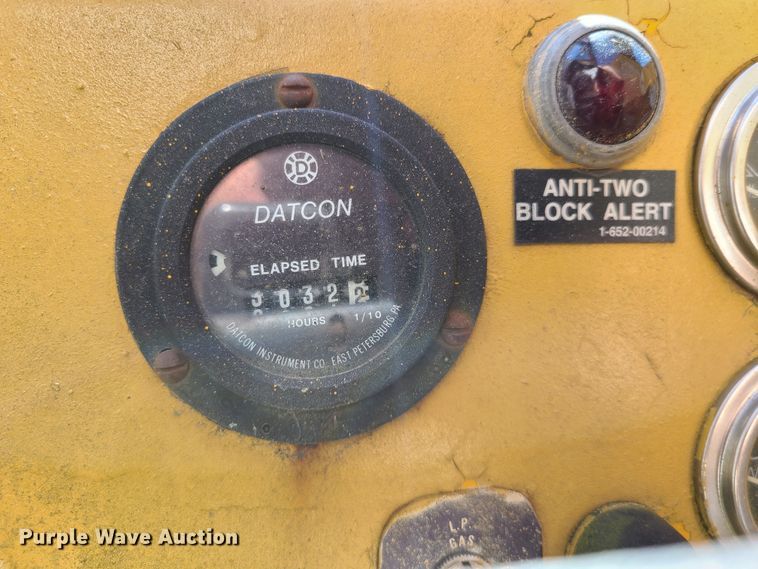 D
DATCON
ELAPSED TIME
0322
HOURS 1/10
DATCON INSTRUMENT CO. EAST PETERSBURG, PA
ANTI-TWO
BLOCK ALERT
1-652-00214
L.P.
GAS
Purple Wave Auction